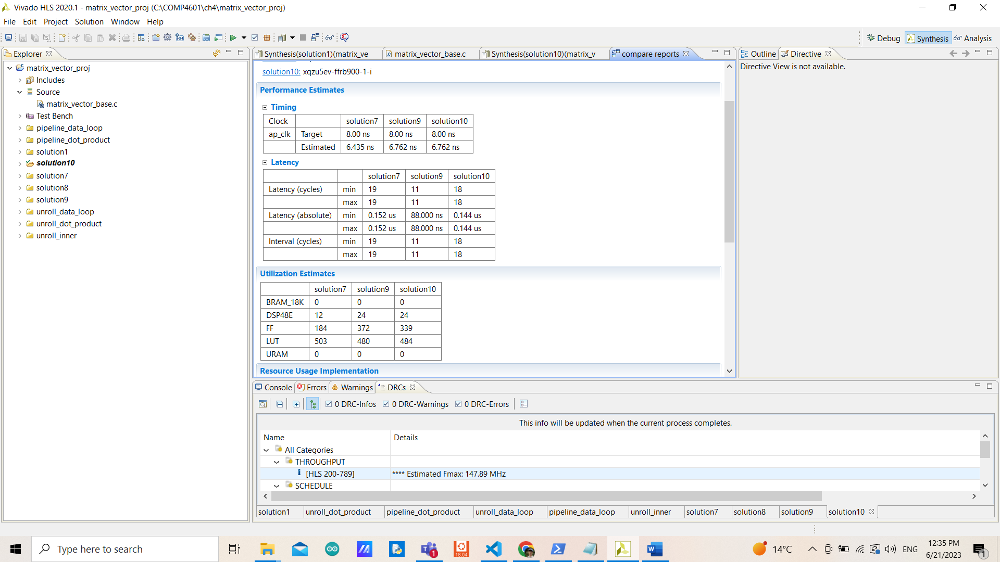 Vivado HLS 2020.1 - matrix_vector_proj (C:\COMP4601\ch4\matrix_vector_proj)
File Edit Project Solution Window Help
Debug Synthesis Analysis
Explorer
matrix_vector_proj
Includes
Source
matrix_vector_base.c
Test Bench
pipeline_data_loop
pipeline_dot_product
solution1
solution10
solution7
solution8
solution9
unroll_data_loop
unroll_dot_product
unroll_inner
Synthesis(solution1)(matrix_ve matrix_vector_base.c Synthesis(solution10)(matrix_v compare reports
solution10: xqzu5ev-ffrb900-1-i
Performance Estimates
Timing
Clock solution7 solution9 solution10
ap_clk Target 8.00 ns 8.00 ns 8.00 ns
Estimated 6.435 ns 6.762 ns 6.762 ns
Latency
solution7 solution9 solution10
Latency (cycles) min 19 11 18
max 19 11 18
Latency (absolute) min 0.152 us 88.000 ns 0.144 us
max 0.152 us 88.000 ns 0.144 us
Interval (cycles) min 19 11 18
max 19 11 18
Utilization Estimates
solution7 solution9 solution10
BRAM_18K 0 0 0
DSP48E 12 24 24
FF 184 372 339
LUT 503 480 484
URAM 0 0 0
Resource Usage Implementation
Outline Directive
Directive View is not available.
Console Errors Warnings DRCs
0 DRC-Infos 0 DRC-Warnings 0 DRC-Errors
This info will be updated when the current process completes.
Name Details
All Categories
THROUGHPUT
[HLS 200-789] **** Estimated Fmax: 147.89 MHz
SCHEDULE
solution1 unroll_dot_product pipeline_dot_product unroll_data_loop pipeline_data_loop unroll_inner solution7 solution8 solution9 solution10
Type here to search
1
18.04
14°C
ENG
12:35 PM
6/21/2023
1